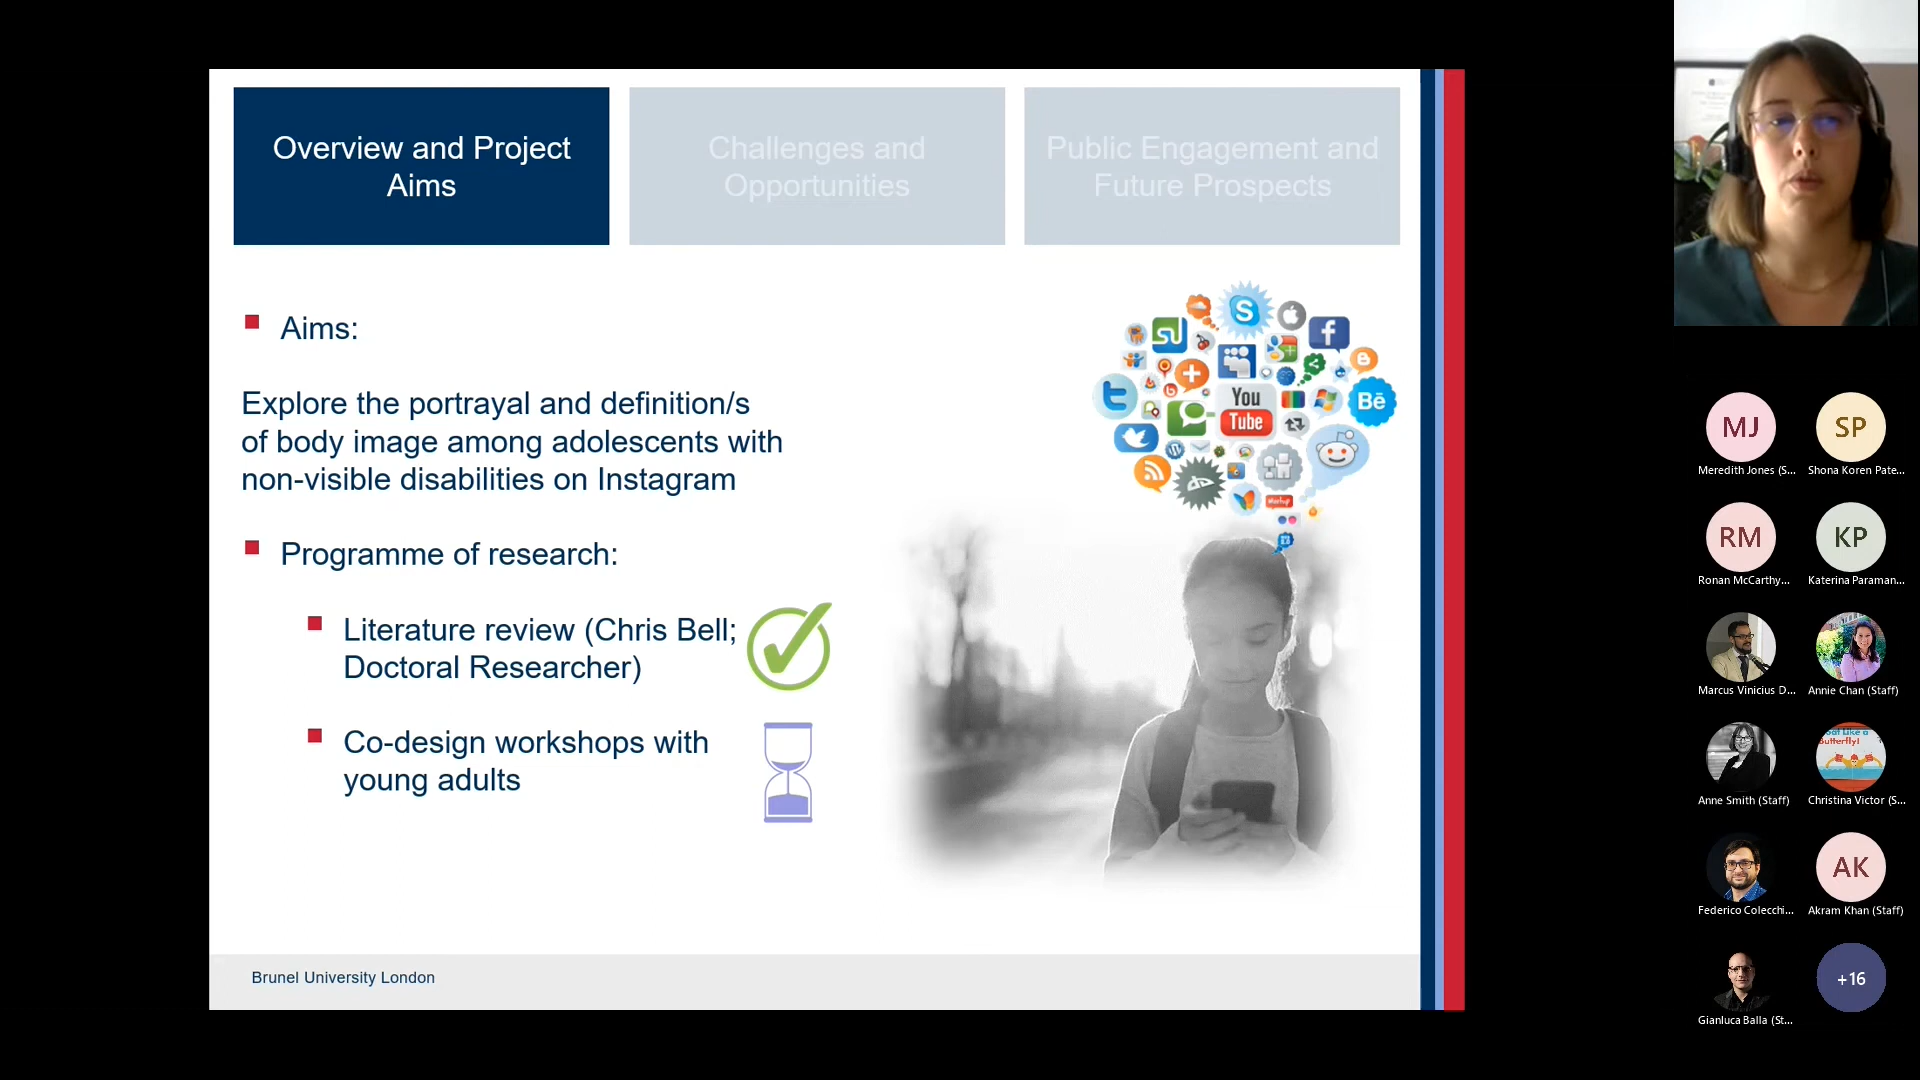 Overview and Project
Aims
Challenges and
Opportunities
Public Engagement and
Future Prospects
Aims:
Explore the portrayal and definition/s
of body image among adolescents with
non-visible disabilities on Instagram
Programme of research:
Literature review (Chris Bell;
Doctoral Researcher)
Co-design workshops with
young adults
You
Tube
Bē
Brunel University London
MJ
Meredith Jones (S...
SP
Shona Koren Pate...
RM
Ronan McCarthy...
KP
Katerina Paraman...
Marcus Vinicius D...
Annie Chan (Staff)
Anne Smith (Staff)
Butterfly!
Christina Victor (S...
Federico Colecchi...
AK
Akram Khan (Staff)
Gianluca Balla (St...
+16